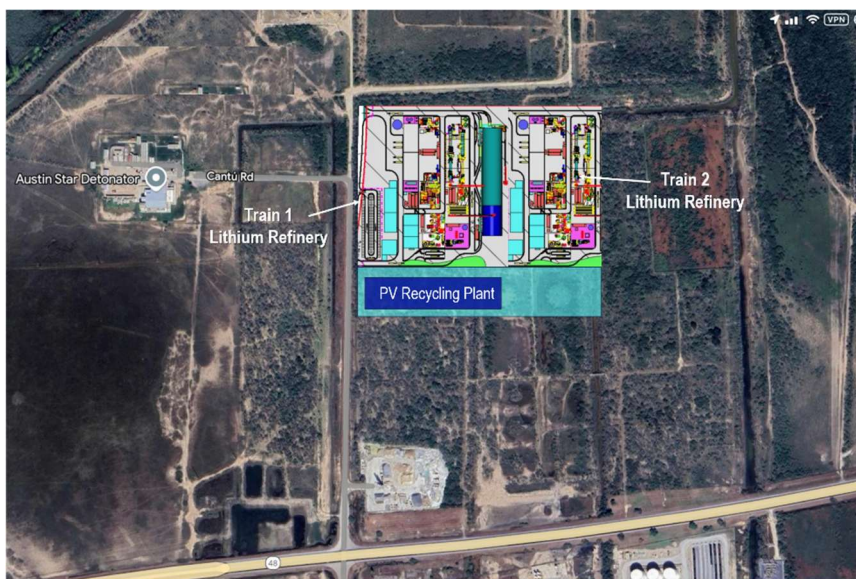 VPN
Austin Star Detonator
Cantú Rd
Train 1
Lithium Refinery
Train 2
Lithium Refinery
PV Recycling Plant
48